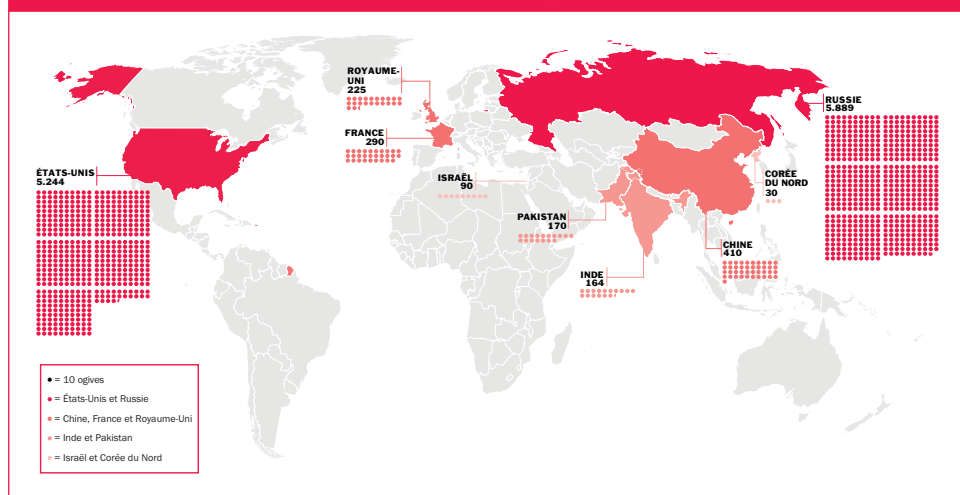 ROYAUME-
UNI
225
FRANCE
290
RUSSIE
5.889
ÉTATS-UNIS
5.244
ISRAËL
90
CORÉE
DU NORD
30
PAKISTAN
170
CHINE
410
INDE
164
= 10 ogives
= États-Unis et Russie
= Chine, France et Royaume-Uni
= Inde et Pakistan
= Israël et Corée du Nord